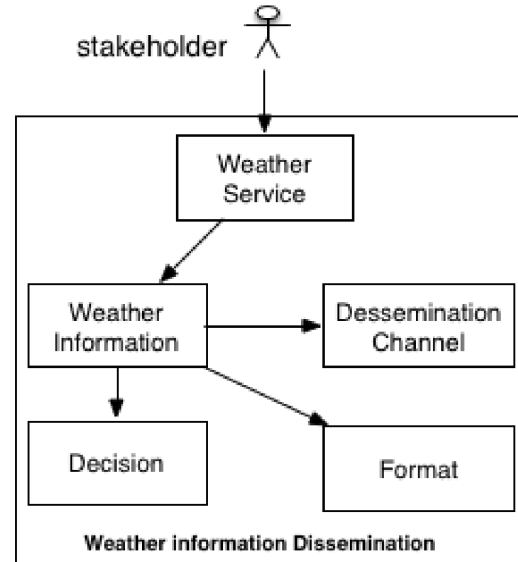 stakeholder
Weather
Service
Weather
Information
Dessemination
Channel
Decision
Format
Weather information Dissemination